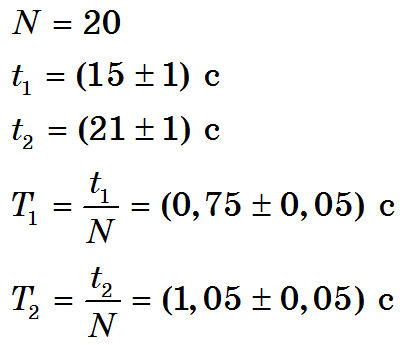 N = 20
t₁ = (15 ± 1) с
t₂ = (21 ± 1) с
T₁ = t₁/N = (0,75 ± 0,05) с
T₂ = t₂/N = (1,05 ± 0,05) с